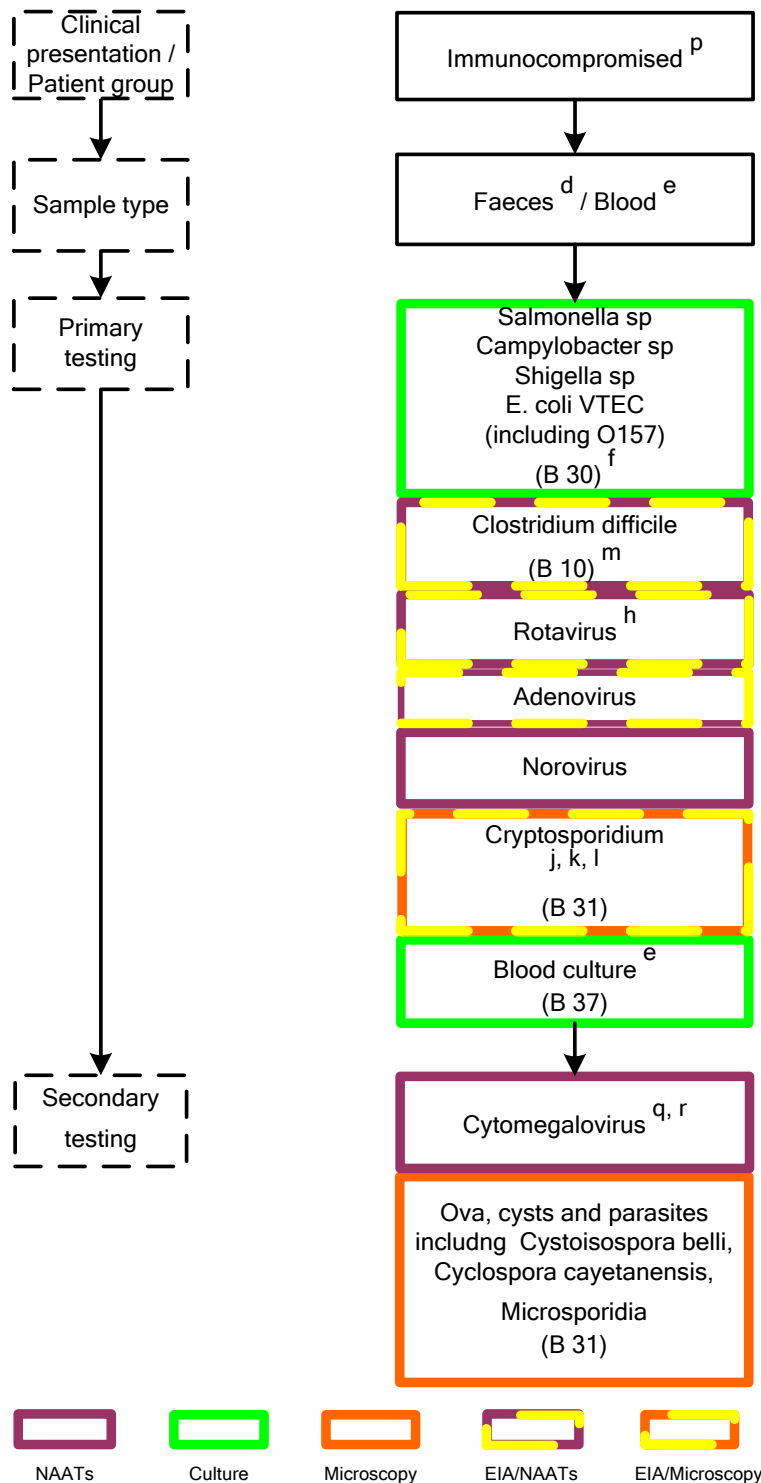 Clinical
presentation /
Patient group
Immunocompromised p
Sample type
Faeces d / Blood e
Primary
testing
Salmonella sp
Campylobacter sp
Shigella sp
E. coli VTEC
(including O157)
(B 30) f
Clostridium difficile
(B 10) m
Rotavirus h
Adenovirus
Norovirus
Cryptosporidium
j, k, l
(B 31)
Blood culture e
(B 37)
Secondary
testing
Cytomegalovirus q, r
Ova, cysts and parasites
includng Cystoisospora belli,
Cyclospora cayetanensis,
Microsporidia
(B 31)
NAATs Culture Microscopy EIA/NAATs EIA/Microscopy